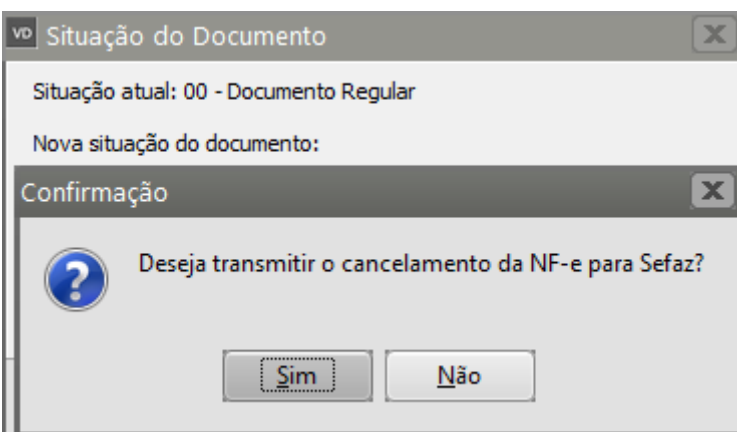 VD Situação do Documento
Situação atual: 00 - Documento Regular
Nova situação do documento:
Confirmação
Deseja transmitir o cancelamento da NF-e para Sefaz?
Sim Não